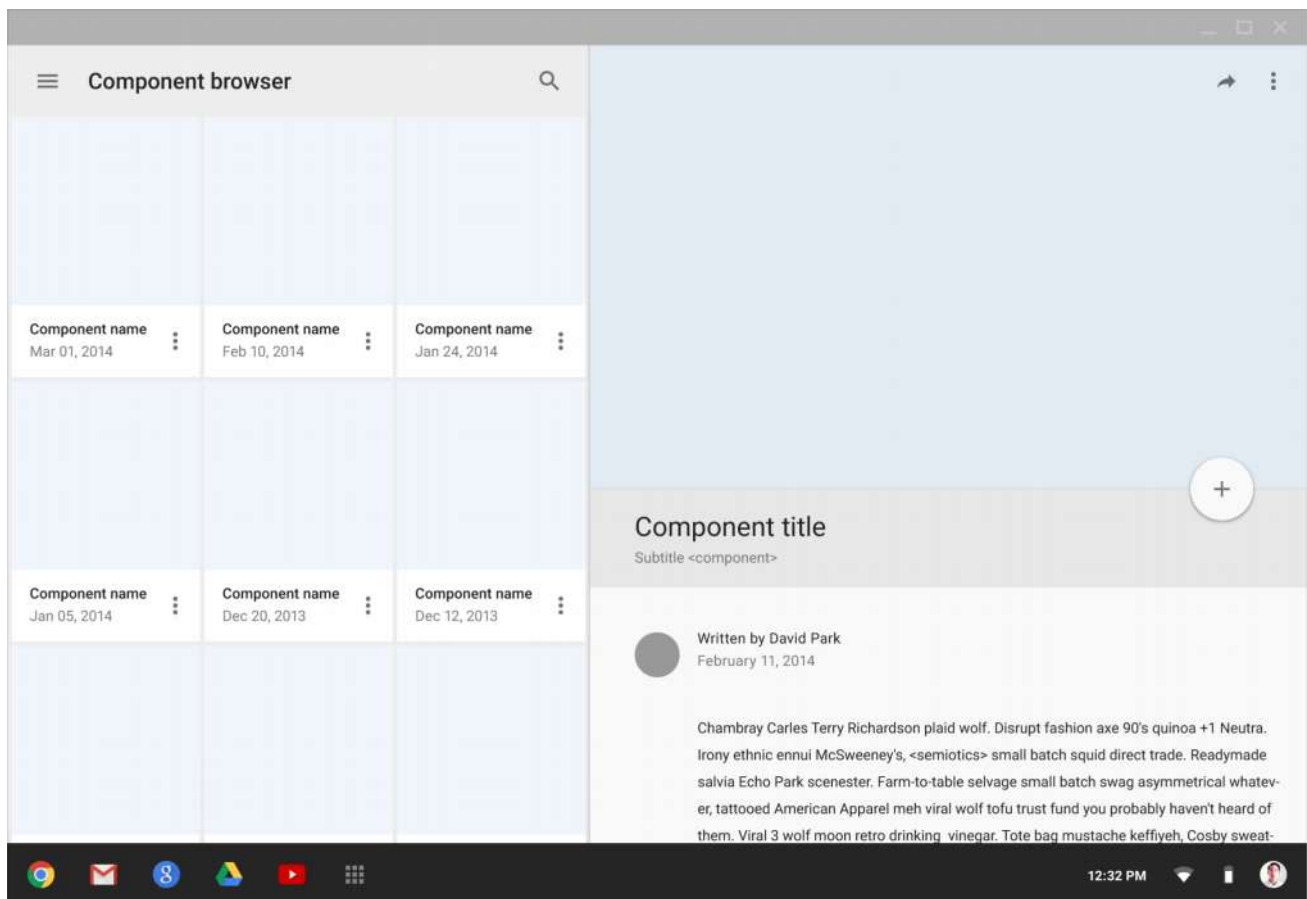 Component browser
Component name
Mar 01, 2014
Component name
Feb 10, 2014
Component name
Jan 24, 2014
Component name
Jan 05, 2014
Component name
Dec 20, 2013
Component name
Dec 12, 2013
Component title
Subtitle <component>
Written by David Park
February 11, 2014
Chambray Carles Terry Richardson plaid wolf. Disrupt fashion axe 90's quinoa +1 Neutra.
Irony ethnic ennui McSweeney's, <semiotics> small batch squid direct trade. Readymade
salvia Echo Park scenester. Farm-to-table selvage small batch swag asymmetrical whatev-
er, tattooed American Apparel meh viral wolf tofu trust fund you probably haven't heard of
them. Viral 3 wolf moon retro drinking vinegar. Tote bag mustache keffiyeh, Cosby sweat-
8
12:32 PM